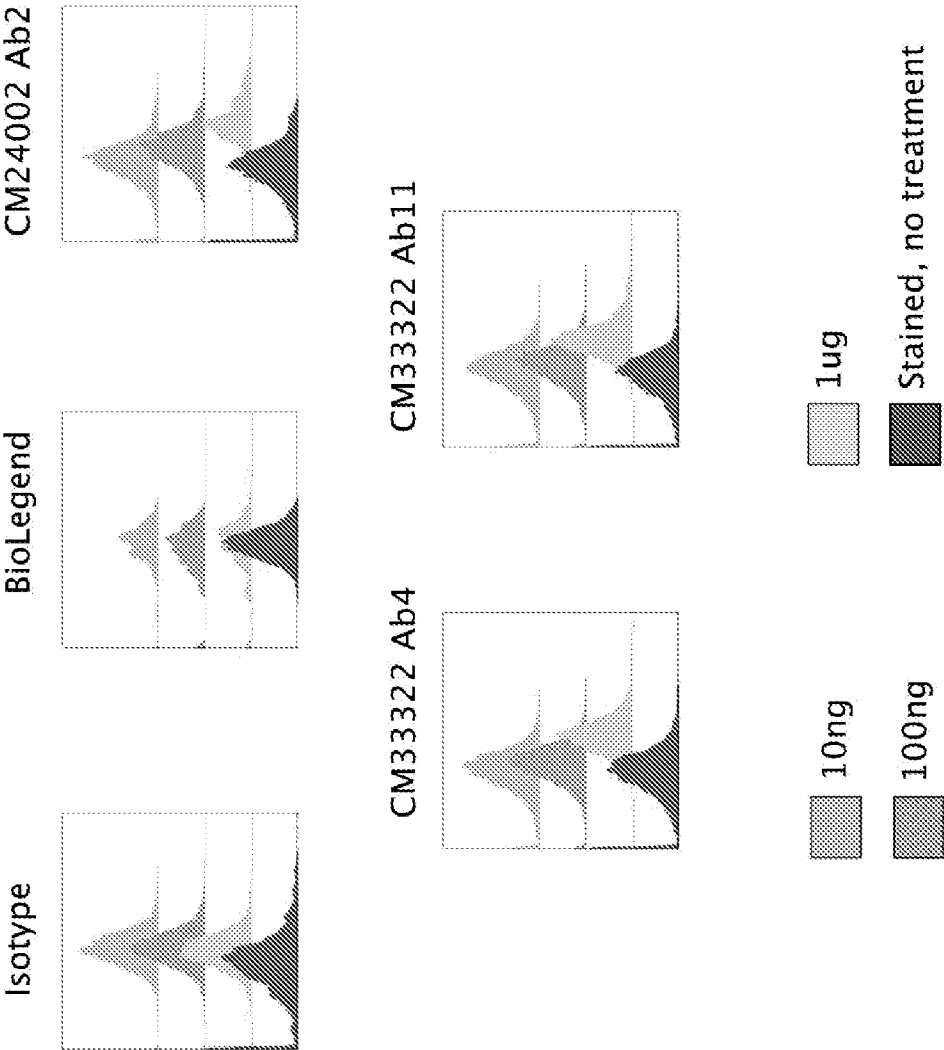 Isotype
BioLegend
CM24002 Ab2
CM33322 Ab4
CM33322 Ab11
10ng
1ug
100ng
Stained, no treatment